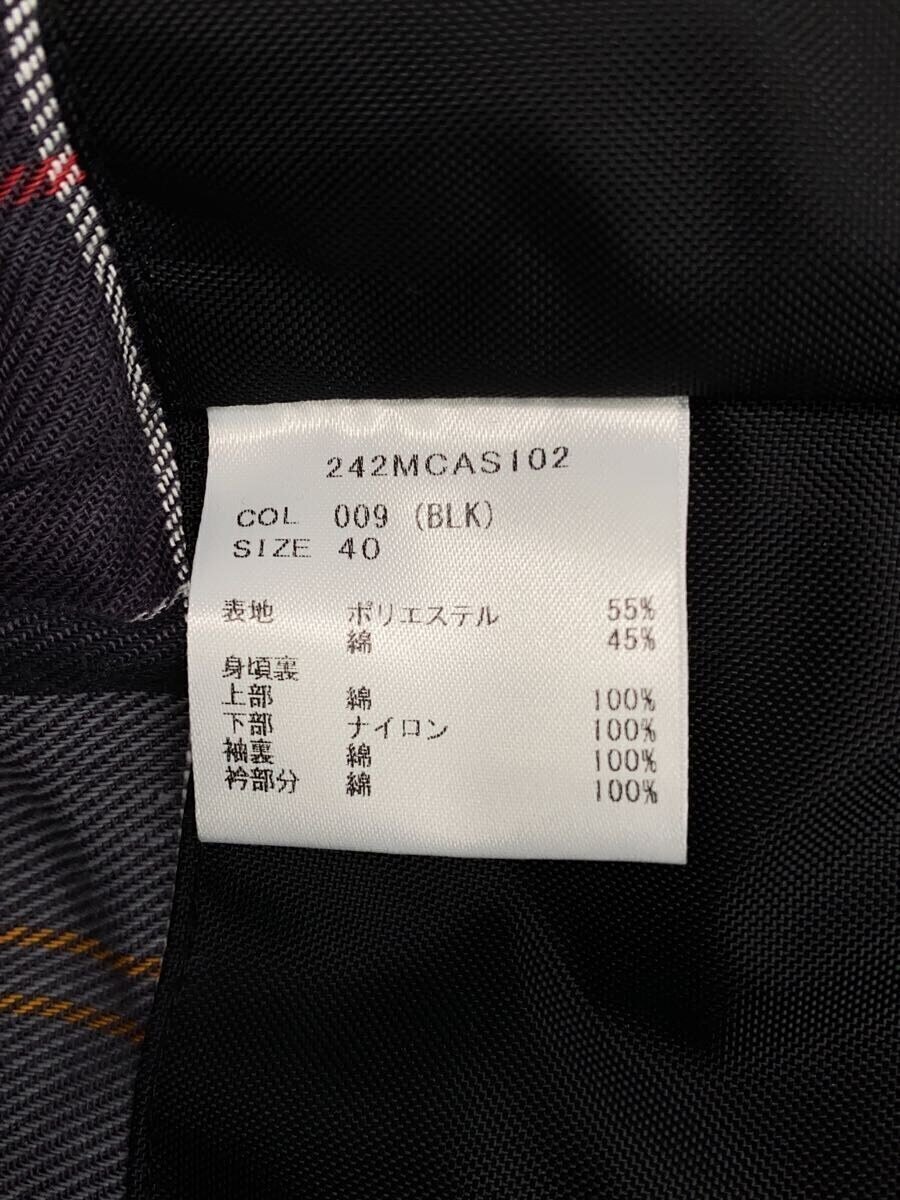 242MCAS102
COL 009 (BLK)
SIZE 40
表地 ポリエステル 55%
綿 45%
身頃裏
上部 綿 100%
下部 ナイロン 100%
袖裏 綿 100%
衿部分 綿 100%